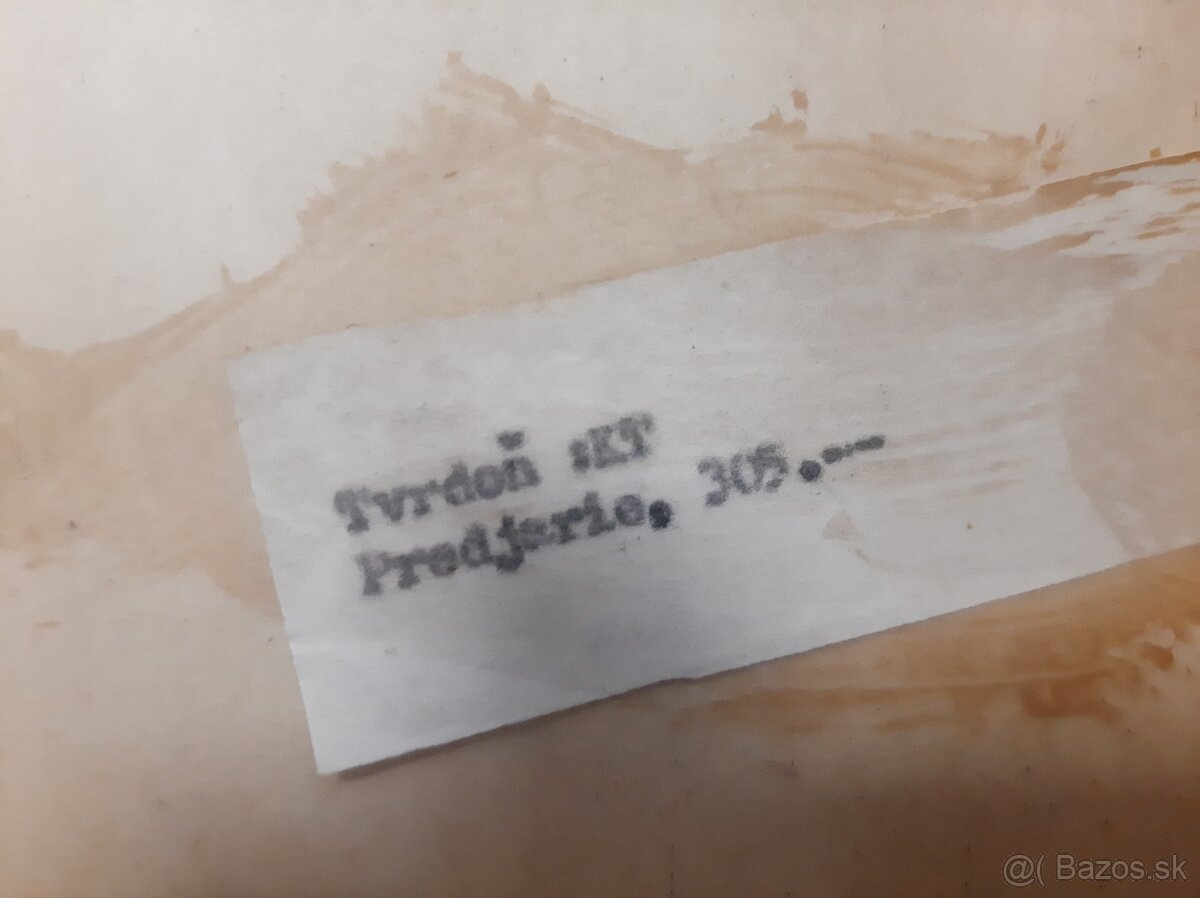 Tvrdoň :KT
Predjarie, 305.--
@( Bazos.sk